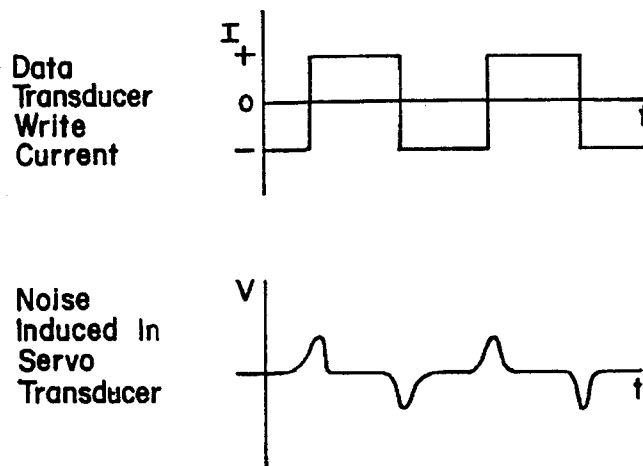 I
+
Data
Transducer
Write
Current
0
t
–
V
Noise
Induced In
Servo
Transducer
t